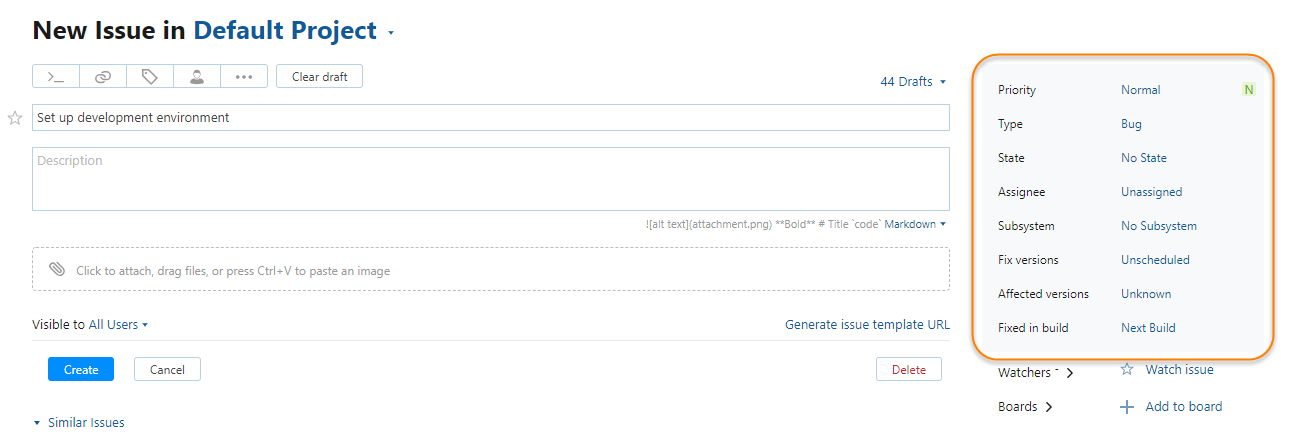 New Issue in Default Project
Clear draft
44 Drafts
Set up development environment
Description
![alt text](attachment.png) **Bold** # Title `code` Markdown
Click to attach, drag files, or press Ctrl+V to paste an image
Visible to All Users
Generate issue template URL
Create
Cancel
Delete
Similar Issues
Priority Normal N
Type Bug
State No State
Assignee Unassigned
Subsystem No Subsystem
Fix versions Unscheduled
Affected versions Unknown
Fixed in build Next Build
Watchers - Watch issue
Boards Add to board